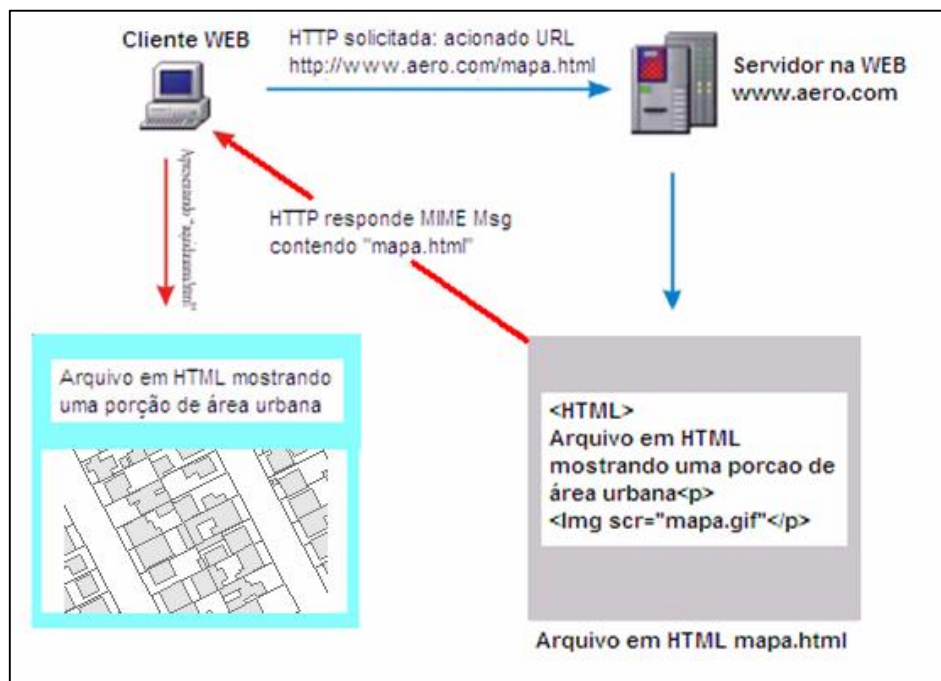 Cliente WEB
HTTP solicitada: acionado URL
http://www.aero.com/mapa.html
Servidor na WEB
www.aero.com
Apresentando
HTTP responde MIME Msg
contendo "mapa.html"
Arquivo em HTML mostrando
uma porção de área urbana
<HTML>
Arquivo em HTML
mostrando uma porcao de
área urbana<p>
<Img scr="mapa.gif"</p>
Arquivo em HTML mapa.html